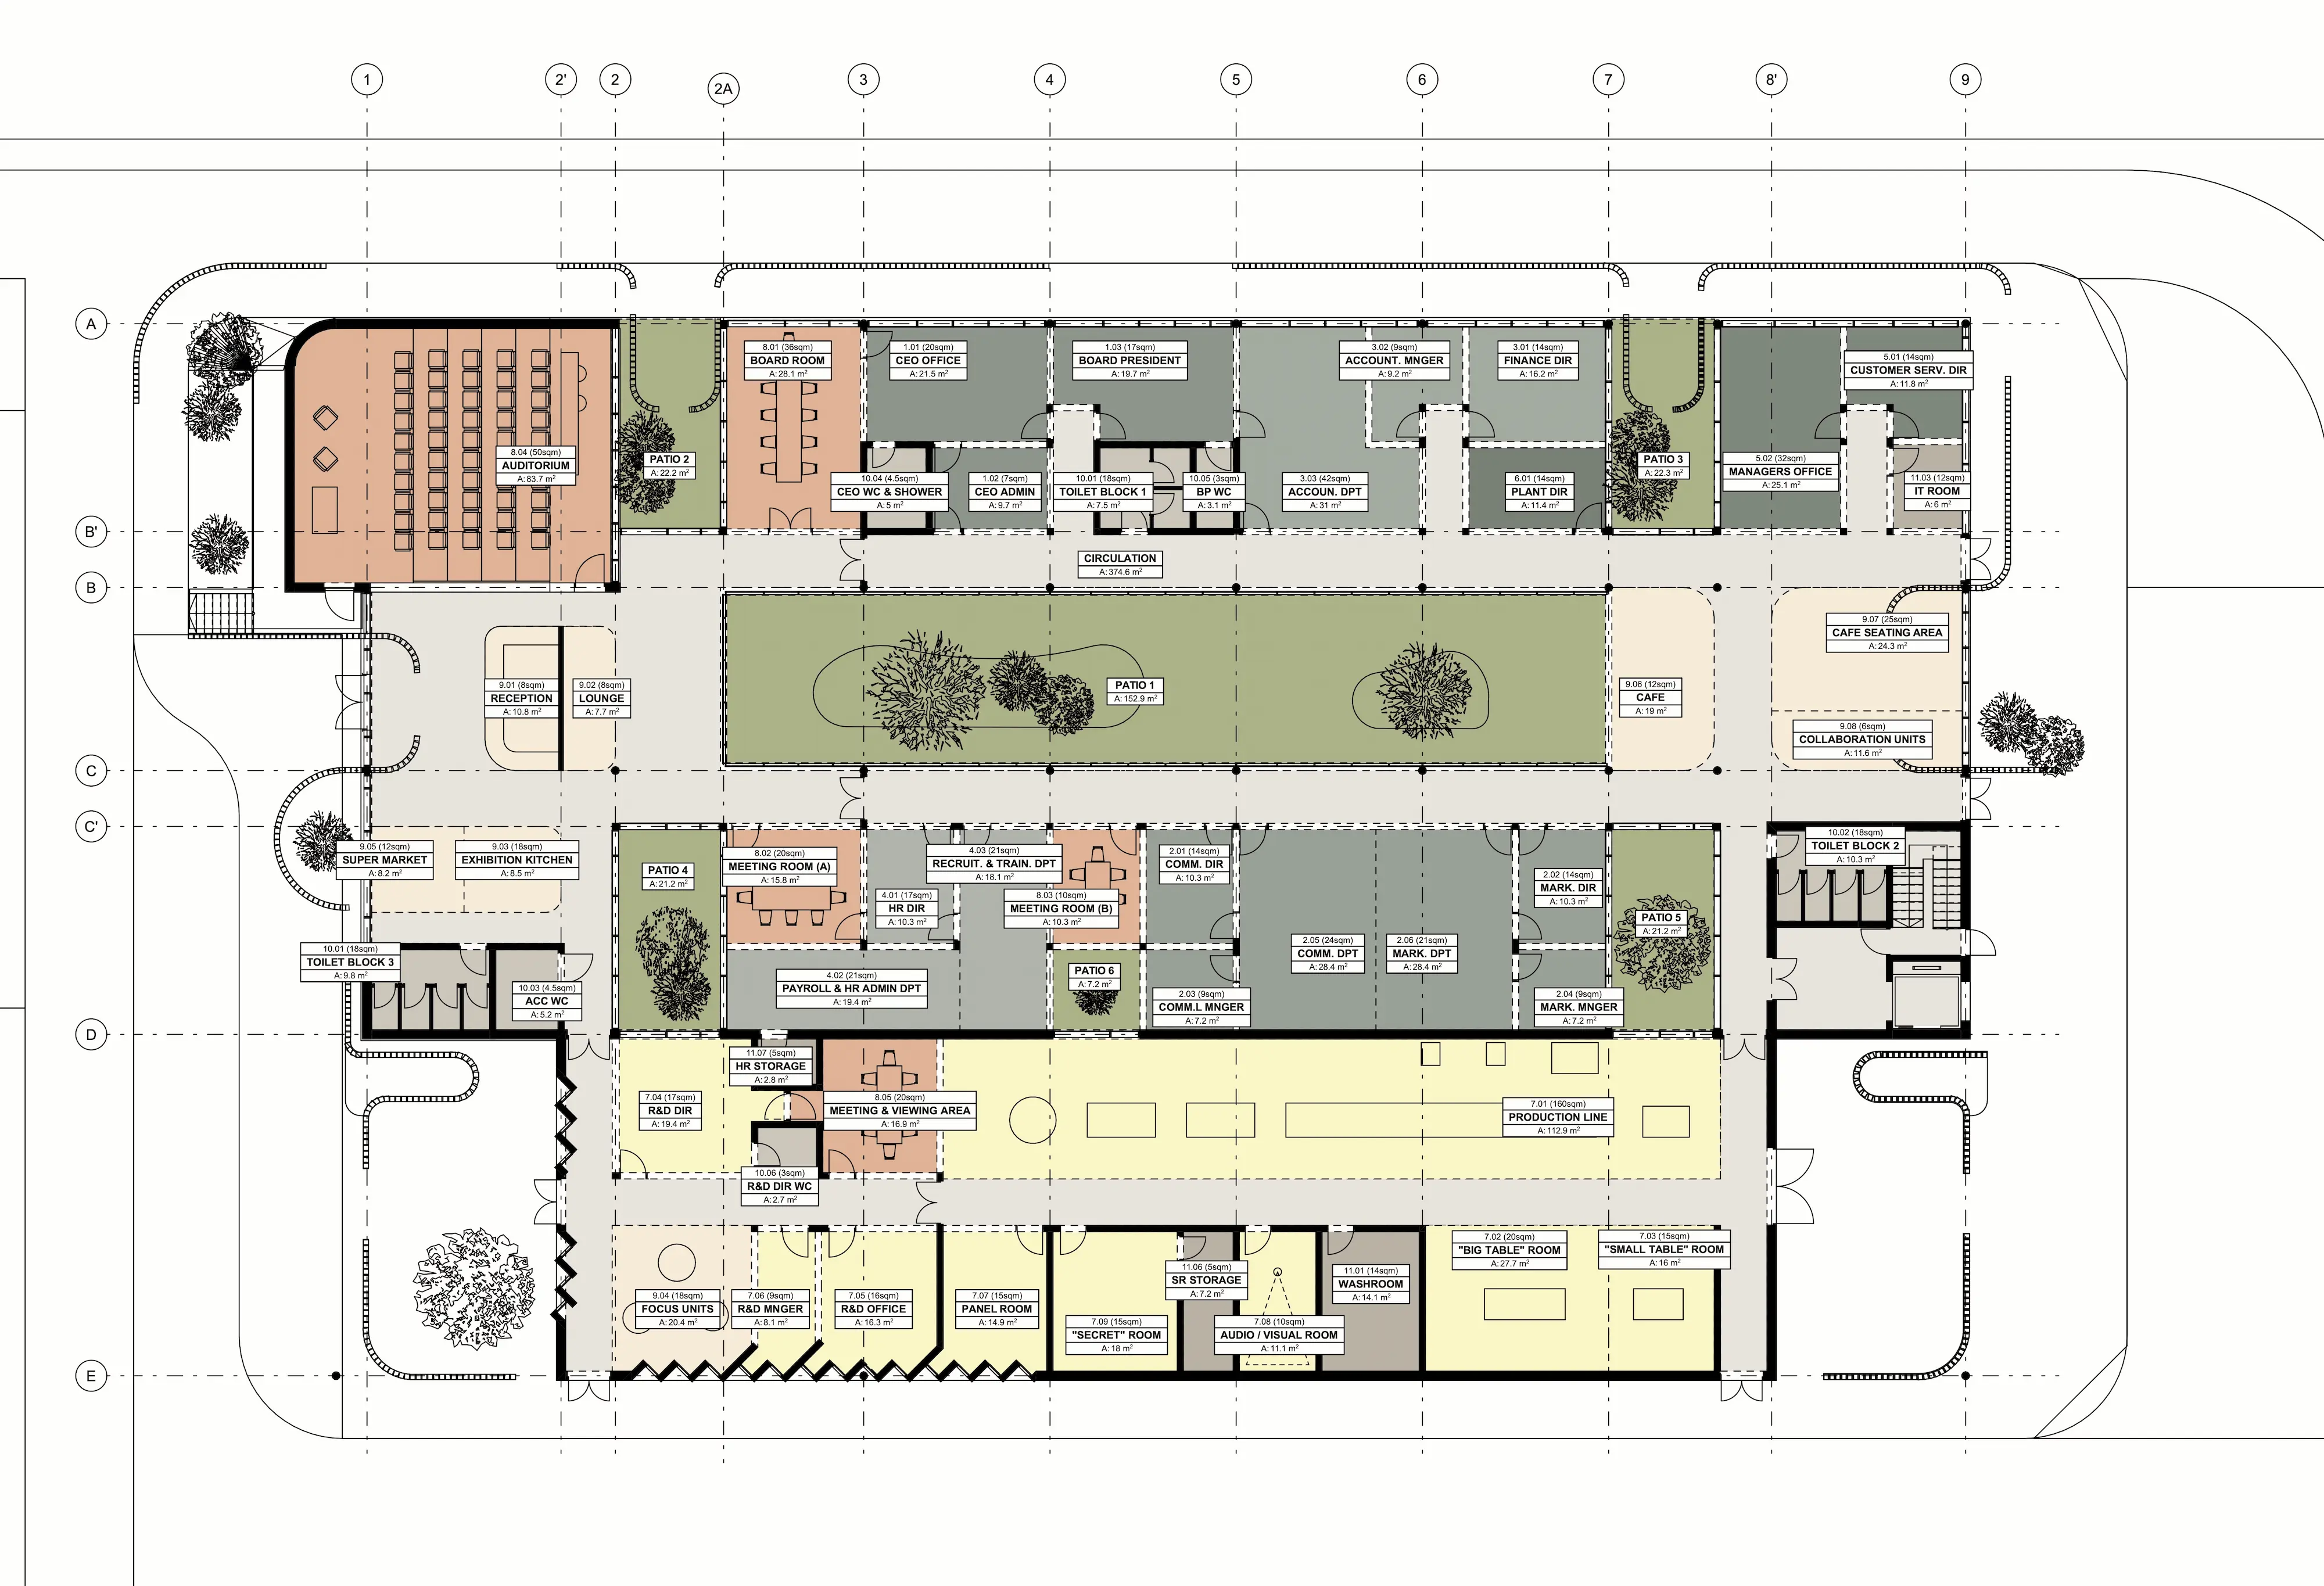 1
2'
2
2A
3
4
5
6
7
8'
9
A
B'
B
C
C'
D
E
8.04 (50sqm)
AUDITORIUM
A: 83.7 m²
PATIO 2
A: 22.2 m²
8.01 (36sqm)
BOARD ROOM
A: 28.1 m²
1.01 (20sqm)
CEO OFFICE
A: 21.5 m²
1.03 (17sqm)
BOARD PRESIDENT
A: 19.7 m²
3.02 (9sqm)
ACCOUNT. MNGER
A: 9.2 m²
3.01 (14sqm)
FINANCE DIR
A: 16.2 m²
5.01 (14sqm)
CUSTOMER SERV. DIR
A: 11.8 m²
10.04 (4.5sqm)
CEO WC & SHOWER
A: 5 m²
1.02 (7sqm)
CEO ADMIN
A: 9.7 m²
10.01 (18sqm)
TOILET BLOCK 1
A: 7.5 m²
10.05 (3sqm)
BP WC
A: 3.1 m²
3.03 (42sqm)
ACCOUN. DPT
A: 31 m²
6.01 (14sqm)
PLANT DIR
A: 11.4 m²
PATIO 3
A: 22.3 m²
5.02 (32sqm)
MANAGERS OFFICE
A: 25.1 m²
11.03 (12sqm)
IT ROOM
A: 6 m²
CIRCULATION
A: 374.6 m²
9.01 (8sqm)
RECEPTION
A: 10.8 m²
9.02 (8sqm)
LOUNGE
A: 7.7 m²
PATIO 1
A: 152.9 m²
9.06 (12sqm)
CAFE
A: 19 m²
9.07 (25sqm)
CAFE SEATING AREA
A: 24.3 m²
9.08 (6sqm)
COLLABORATION UNITS
A: 11.6 m²
9.05 (12sqm)
SUPER MARKET
A: 8.2 m²
9.03 (18sqm)
EXHIBITION KITCHEN
A: 8.5 m²
PATIO 4
A: 21.2 m²
8.02 (20sqm)
MEETING ROOM (A)
A: 15.8 m²
4.01 (17sqm)
HR DIR
A: 10.3 m²
4.03 (21sqm)
RECRUIT. & TRAIN. DPT
A: 18.1 m²
8.03 (10sqm)
MEETING ROOM (B)
A: 10.3 m²
2.01 (14sqm)
COMM. DIR
A: 10.3 m²
2.02 (14sqm)
MARK. DIR
A: 10.3 m²
PATIO 5
A: 21.2 m²
10.02 (18sqm)
TOILET BLOCK 2
A: 10.3 m²
10.01 (18sqm)
TOILET BLOCK 3
A: 9.8 m²
10.03 (4.5sqm)
ACC WC
A: 5.2 m²
4.02 (21sqm)
PAYROLL & HR ADMIN DPT
A: 19.4 m²
PATIO 6
A: 7.2 m²
2.03 (9sqm)
COMM.L MNGER
A: 7.2 m²
2.05 (24sqm)
COMM. DPT
A: 28.4 m²
2.06 (21sqm)
MARK. DPT
A: 28.4 m²
2.04 (9sqm)
MARK. MNGER
A: 7.2 m²
7.04 (17sqm)
R&D DIR
A: 19.4 m²
11.07 (5sqm)
HR STORAGE
A: 2.8 m²
8.05 (20sqm)
MEETING & VIEWING AREA
A: 16.9 m²
7.01 (160sqm)
PRODUCTION LINE
A: 112.9 m²
10.06 (3sqm)
R&D DIR WC
A: 2.7 m²
9.04 (18sqm)
FOCUS UNITS
A: 20.4 m²
7.06 (9sqm)
R&D MNGER
A: 8.1 m²
7.05 (16sqm)
R&D OFFICE
A: 16.3 m²
7.07 (15sqm)
PANEL ROOM
A: 14.9 m²
7.09 (15sqm)
"SECRET" ROOM
A: 18 m²
11.06 (5sqm)
SR STORAGE
A: 7.2 m²
7.08 (10sqm)
AUDIO / VISUAL ROOM
A: 11.1 m²
11.01 (14sqm)
WASHROOM
A: 14.1 m²
7.02 (20sqm)
"BIG TABLE" ROOM
A: 27.7 m²
7.03 (15sqm)
"SMALL TABLE" ROOM
A: 16 m²